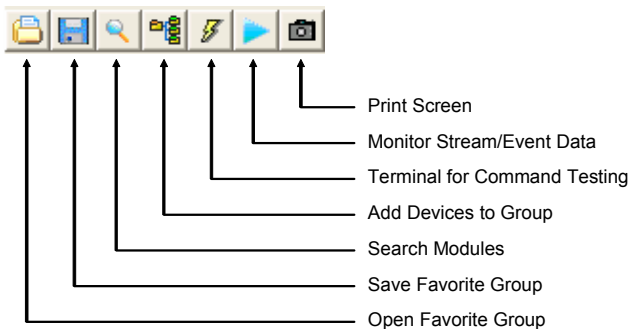 Print Screen
Monitor Stream/Event Data
Terminal for Command Testing
Add Devices to Group
Search Modules
Save Favorite Group
Open Favorite Group